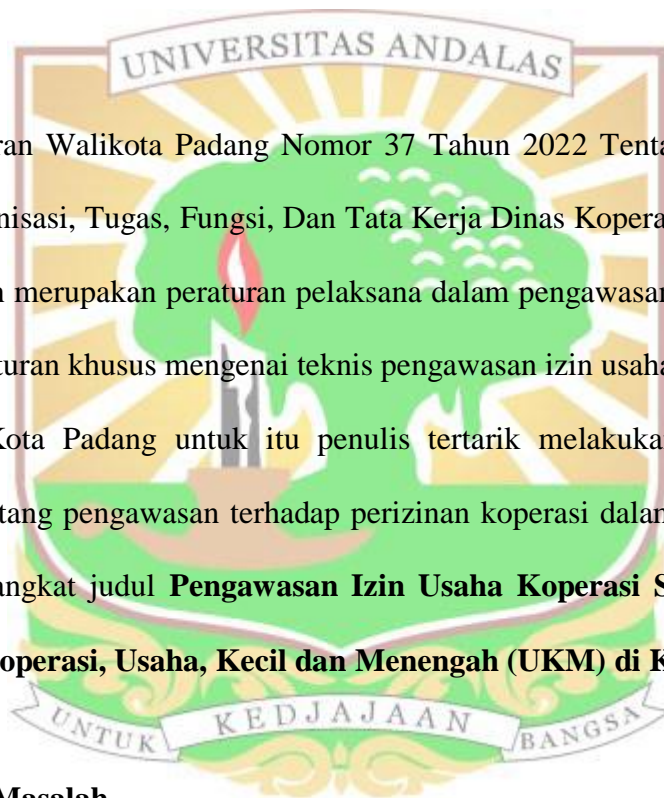 UNIVERSITAS ANDALAS
ran Walikota Padang Nomor 37 Tahun 2022 Tenta
nisasi, Tugas, Fungsi, Dan Tata Kerja Dinas Kopera
n merupakan peraturan pelaksana dalam pengawasan
turan khusus mengenai teknis pengawasan izin usaha
Kota Padang untuk itu penulis tertarik melakukan
tang pengawasan terhadap perizinan koperasi dalam
angkat judul Pengawasan Izin Usaha Koperasi S
operasi, Usaha, Kecil dan Menengah (UKM) di K
UNTUK KEDJAJAAN BANGSA
Masalah